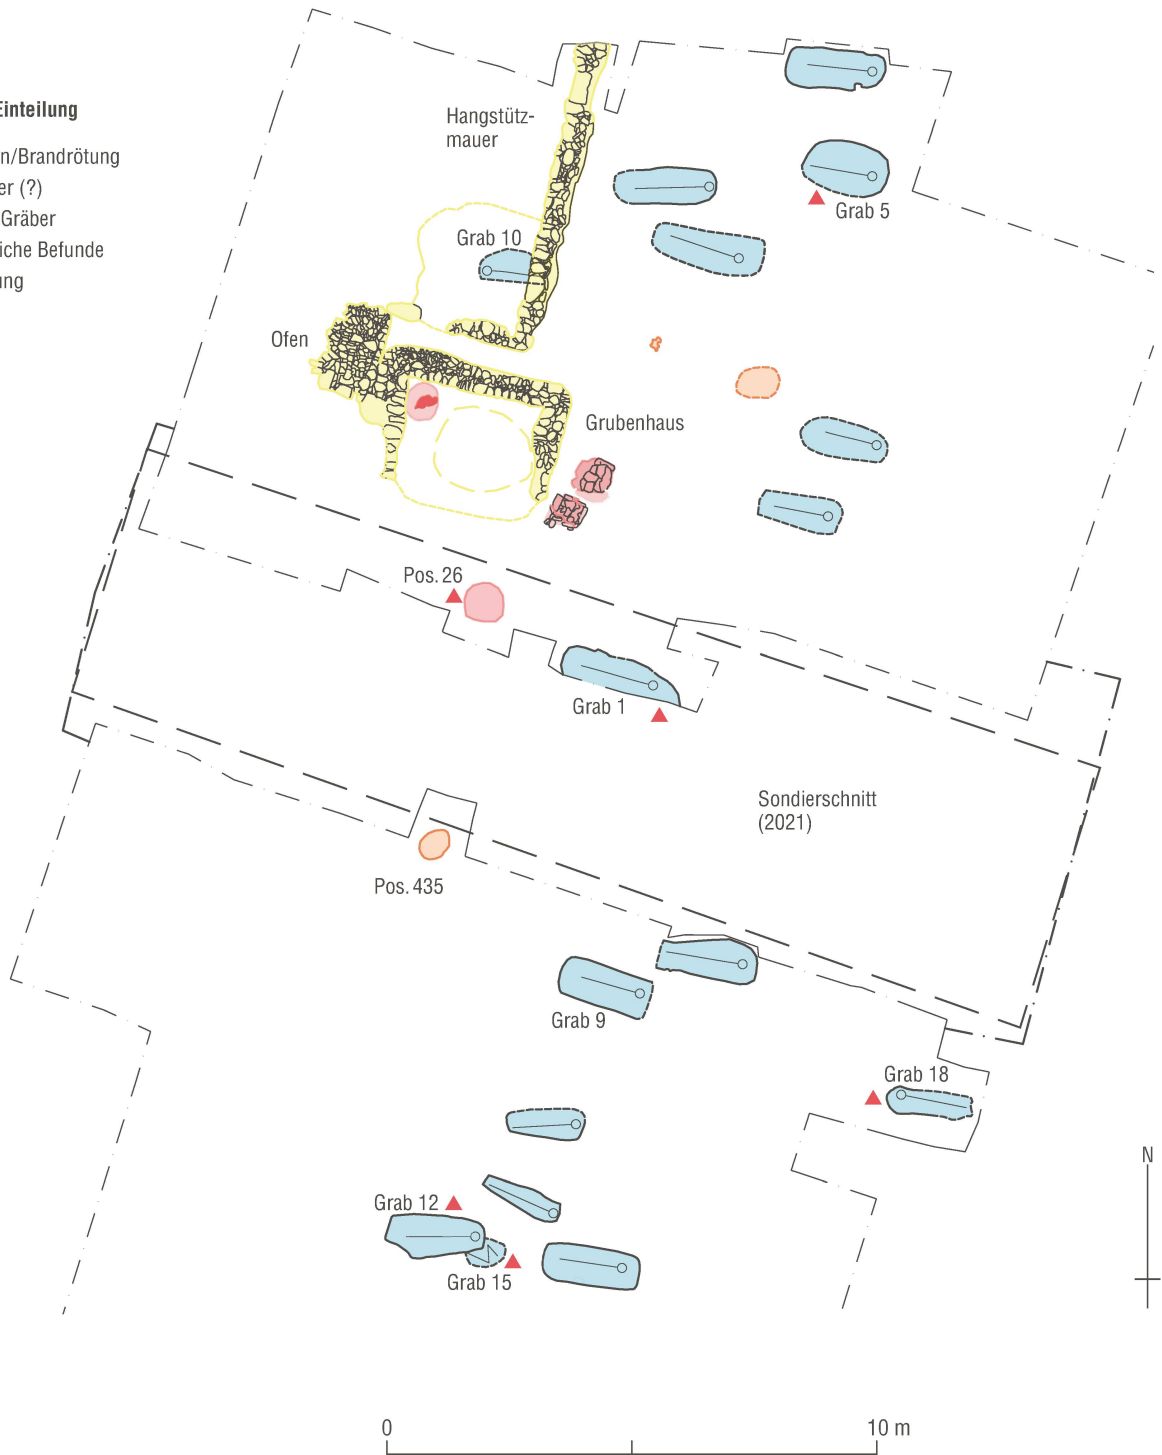 Einteilung
n/Brandrötung
er (?)
Gräber
iche Befunde
ung
Hangstütz-
mauer
Grab 5
Grab 10
Ofen
Grubenhaus
Pos. 26
Grab 1
Sondierschnitt
(2021)
Pos. 435
Grab 9
Grab 18
Grab 12
Grab 15
N
0
10 m